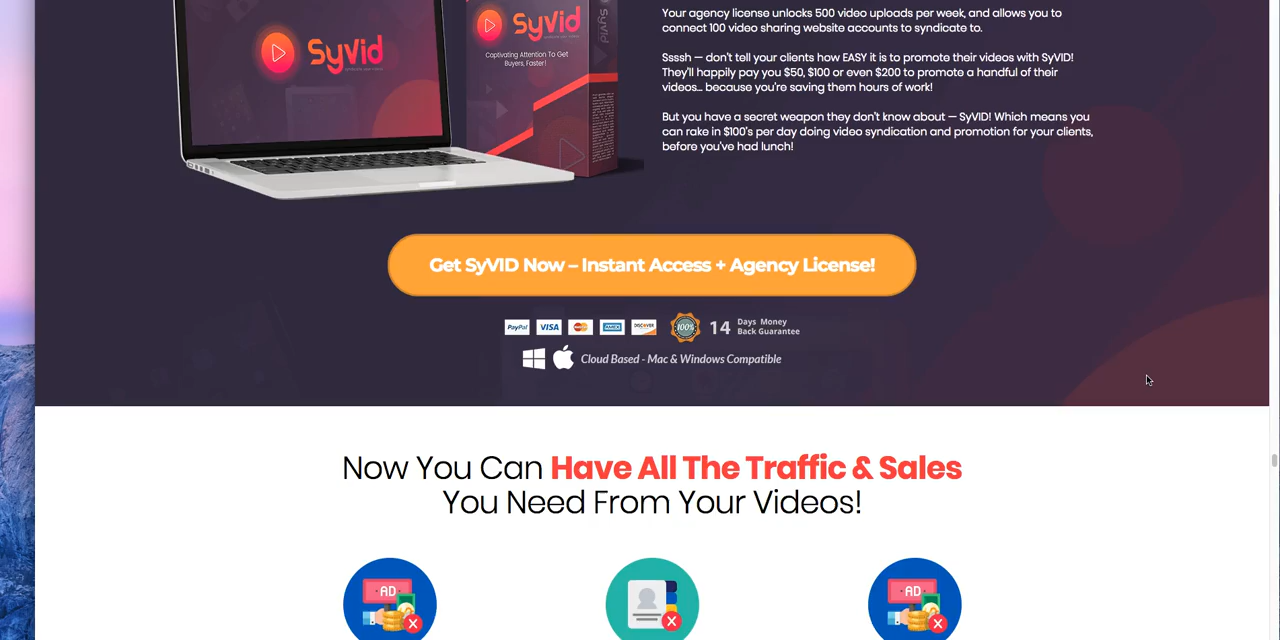 Your agency license unlocks 500 video uploads per week, and allows you to
connect 100 video sharing website accounts to syndicate to.
Ssssh — don't tell your clients how EASY it is to promote their videos with SyVID!
They'll happily pay you $50, $100 or even $200 to promote a handful of their
videos... because you're saving them hours of work!
But you have a secret weapon they don't know about — SyVID! Which means you
can rake in $100's per day doing video syndication and promotion for your clients,
before you've had lunch!
SyVid
SyVid
Captivating Attention To Get
Buyers, Faster!
SyVid
Get SyVID Now – Instant Access + Agency License!
PayPal VISA AMEX DISCOVER 100% 14 Days Money
Back Guarantee
Cloud Based - Mac & Windows Compatible
Now You Can Have All The Traffic & Sales
You Need From Your Videos!
AD
AD